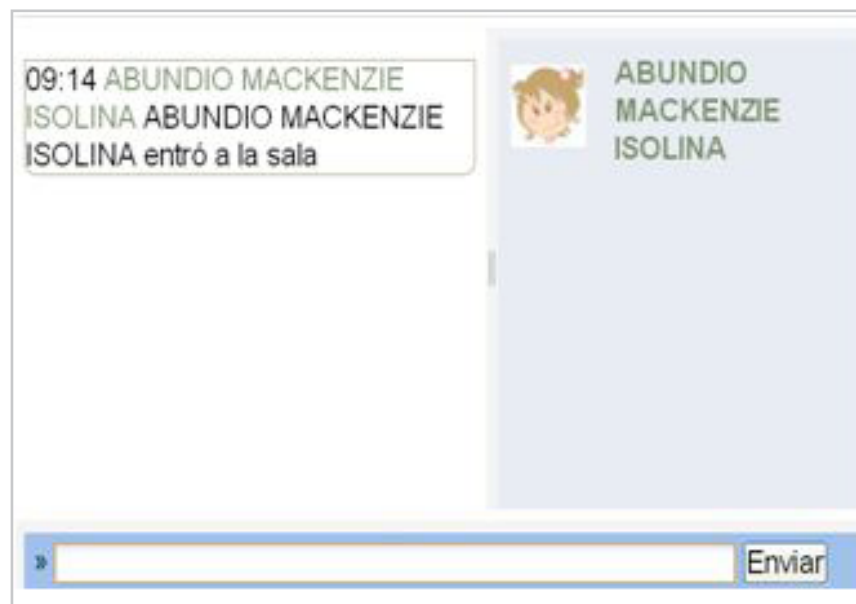 09:14 ABUNDIO MACKENZIE
ISOLINA ABUNDIO MACKENZIE
ISOLINA entró a la sala
ABUNDIO
MACKENZIE
ISOLINA
» 
Enviar